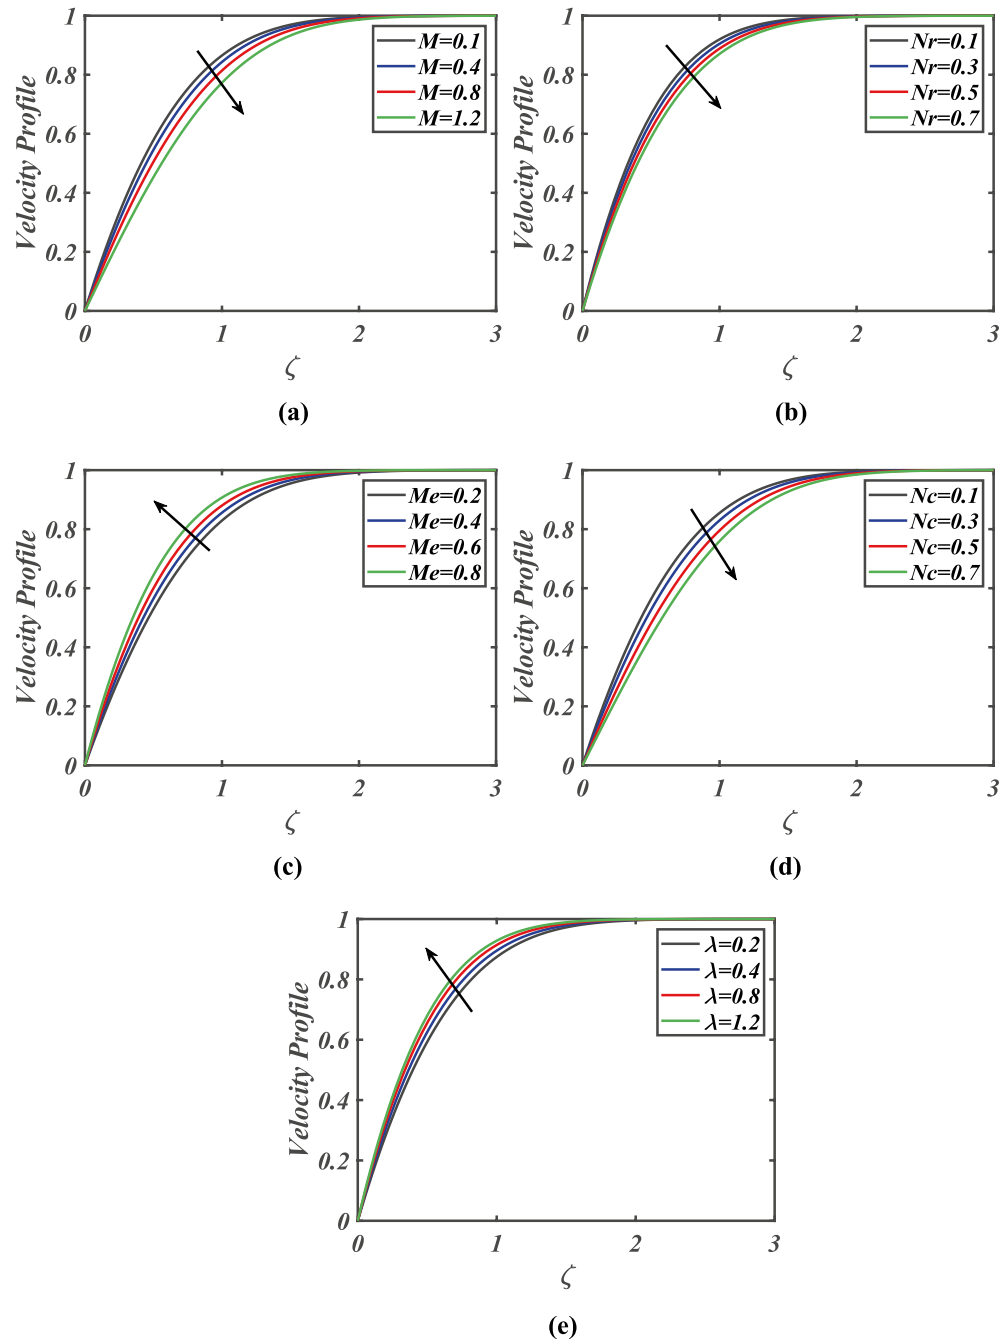 1
0.8
0.6
0.4
0.2
0
Velocity Profile
M=0.1
M=0.4
M=0.8
M=1.2
0 1 2 3
ζ
(a)
1
0.8
0.6
0.4
0.2
0
Velocity Profile
Nr=0.1
Nr=0.3
Nr=0.5
Nr=0.7
0 1 2 3
ζ
(b)
1
0.8
0.6
0.4
0.2
0
Velocity Profile
Me=0.2
Me=0.4
Me=0.6
Me=0.8
0 1 2 3
ζ
(c)
1
0.8
0.6
0.4
0.2
0
Velocity Profile
Nc=0.1
Nc=0.3
Nc=0.5
Nc=0.7
0 1 2 3
ζ
(d)
1
0.8
0.6
0.4
0.2
0
Velocity Profile
λ=0.2
λ=0.4
λ=0.8
λ=1.2
0 1 2 3
ζ
(e)